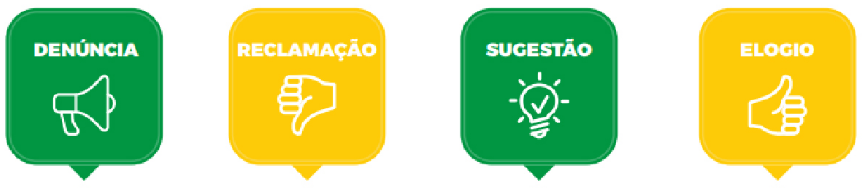 DENÚNCIA
RECLAMAÇÃO
SUGESTÃO
ELOGIO